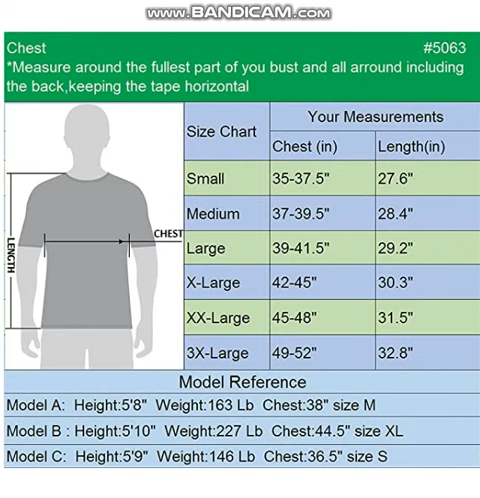 www.BANDICAM.com
Chest #5063
*Measure around the fullest part of you bust and all arround including
the back,keeping the tape horizontal
Size Chart Your Measurements
Chest (in) Length(in)
Small 35-37.5" 27.6"
Medium 37-39.5" 28.4"
Large 39-41.5" 29.2"
X-Large 42-45" 30.3"
XX-Large 45-48" 31.5"
3X-Large 49-52" 32.8"
CHEST
LENGTH
Model Reference
Model A: Height:5'8" Weight:163 Lb Chest:38" size M
Model B : Height:5'10" Weight:227 Lb Chest:44.5" size XL
Model C: Height:5'9" Weight:146 Lb Chest:36.5" size S